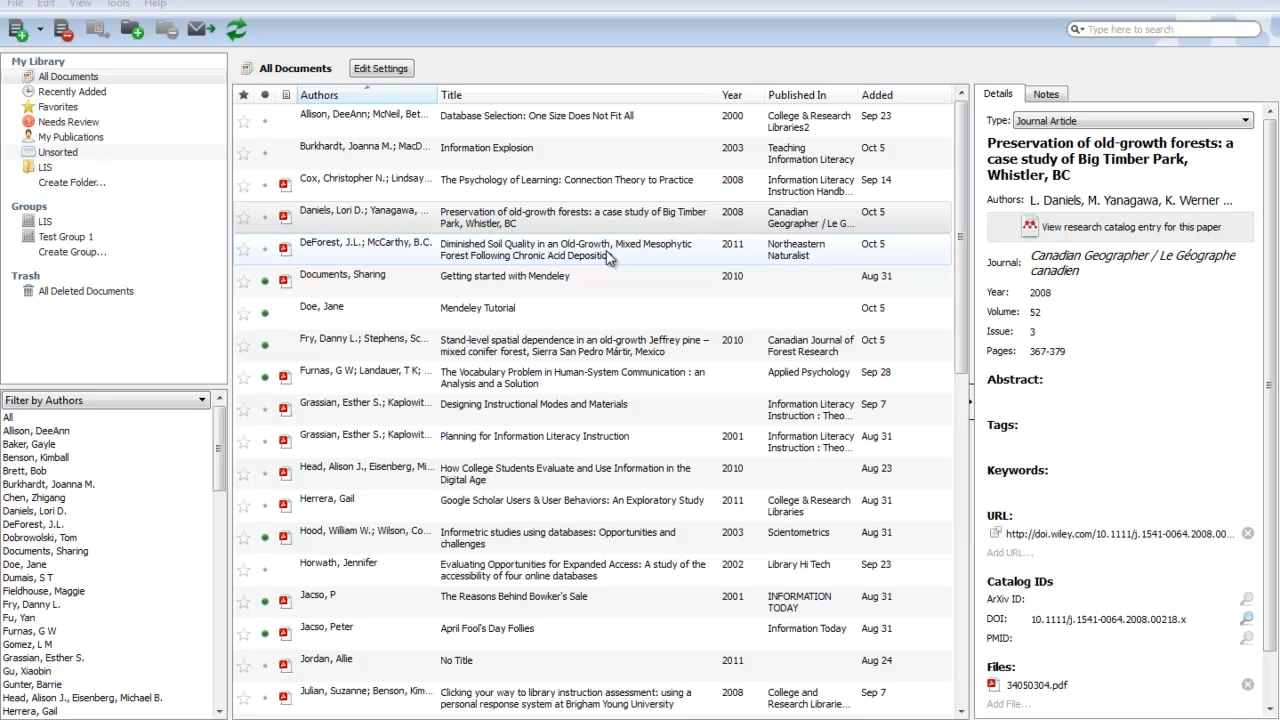 File Edit View Tools Help
Type here to search
My Library
All Documents
Recently Added
Favorites
Needs Review
My Publications
Unsorted
LIS
Create Folder...
Groups
LIS
Test Group 1
Create Group...
Trash
All Deleted Documents
Filter by Authors
All
Allison, DeeAnn
Baker, Gayle
Benson, Kimball
Brett, Bob
Burkhardt, Joanna M.
Chen, Zhigang
Daniels, Lori D.
DeForest, J.L.
Dobrowolski, Tom
Documents, Sharing
Doe, Jane
Dumais, S T
Fieldhouse, Maggie
Fry, Danny L.
Fu, Yan
Furnas, G W
Gomez, L M
Grassian, Esther S.
Gu, Xiaobin
Gunter, Barrie
Head, Alison J., Eisenberg, Michael B.
Herrera, Gail
All Documents Edit Settings
Authors Title Year Published In Added
Allison, DeeAnn; McNeil, Bet... Database Selection: One Size Does Not Fit All 2000 College & Research Sep 23
Libraries2
Burkhardt, Joanna M.; MacD... Information Explosion 2003 Teaching Oct 5
Information Literacy
Cox, Christopher N.; Lindsay... The Psychology of Learning: Connection Theory to Practice 2008 Information Literacy Sep 14
Instruction Handb...
Daniels, Lori D.; Yanagawa, ... Preservation of old-growth forests: a case study of Big Timber 2008 Canadian Oct 5
Park, Whistler, BC Geographer / Le G...
DeForest, J.L.; McCarthy, B.C. Diminished Soil Quality in an Old-Growth, Mixed Mesophytic 2011 Northeastern Oct 5
Forest Following Chronic Acid Deposition Naturalist
Documents, Sharing Getting started with Mendeley 2010 Aug 31
Doe, Jane Mendeley Tutorial Oct 5
Fry, Danny L.; Stephens, Sc... Stand-level spatial dependence in an old-growth Jeffrey pine – 2010 Canadian Journal of Oct 5
mixed conifer forest, Sierra San Pedro Mártir, Mexico Forest Research
Furnas, G W; Landauer, T K; ... The Vocabulary Problem in Human-System Communication : an Applied Psychology Sep 28
Analysis and a Solution
Grassian, Esther S.; Kaplowit... Designing Instructional Modes and Materials Information Literacy Sep 7
Instruction : Theo...
Grassian, Esther S.; Kaplowit... Planning for Information Literacy Instruction 2001 Information Literacy Aug 31
Instruction : Theo...
Head, Alison J., Eisenberg, Mi... How College Students Evaluate and Use Information in the 2010 Aug 23
Digital Age
Herrera, Gail Google Scholar Users & User Behaviors: An Exploratory Study 2011 College & Research Aug 31
Libraries
Hood, William W.; Wilson, Co... Informetric studies using databases: Opportunities and 2003 Scientometrics Aug 31
challenges
Horwath, Jennifer Evaluating Opportunities for Expanded Access: A study of the 2002 Library Hi Tech Sep 23
accessibility of four online databases
Jacso, P The Reasons Behind Bowker's Sale 2001 INFORMATION Aug 31
TODAY
Jacso, Peter April Fool's Day Follies Information Today Aug 31
Jordan, Allie No Title 2011 Aug 24
Julian, Suzanne; Benson, Kim... Clicking your way to library instruction assessment: using a 2008 College and Sep 7
personal response system at Brigham Young University Research Librarie...
Details Notes
Type: Journal Article
Preservation of old-growth forests: a
case study of Big Timber Park,
Whistler, BC
Authors: L. Daniels, M. Yanagawa, K. Werner ...
View research catalog entry for this paper
Journal: Canadian Geographer / Le Géographe
canadien
Year: 2008
Volume: 52
Issue: 3
Pages: 367-379
Abstract:
Tags:
Keywords:
URL:
http://doi.wiley.com/10.1111/j.1541-0064.2008.00...
Add URL...
Catalog IDs
ArXiv ID:
DOI: 10.1111/j.1541-0064.2008.00218.x
PMID:
Files:
34050304.pdf
Add File...